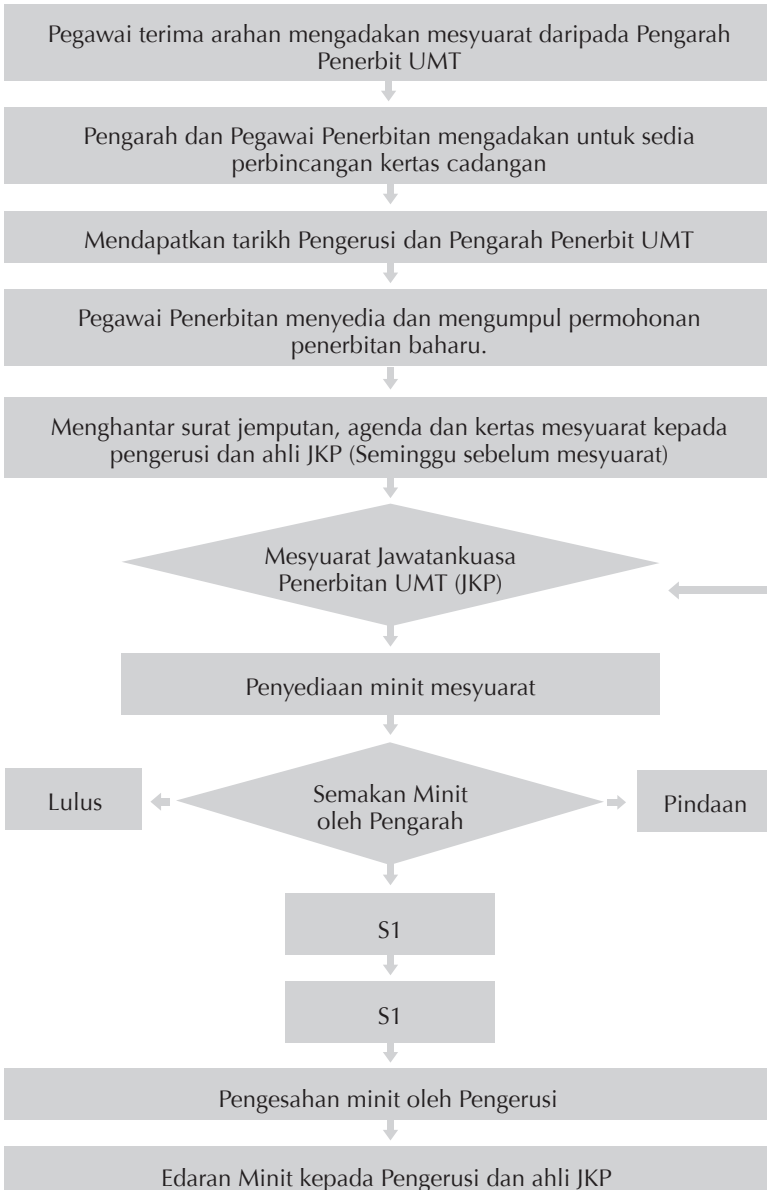 Pegawai terima arahan mengadakan mesyuarat daripada Pengarah
Penerbit UMT
Pengarah dan Pegawai Penerbitan mengadakan untuk sedia
perbincangan kertas cadangan
Mendapatkan tarikh Pengerusi dan Pengarah Penerbit UMT
Pegawai Penerbitan menyedia dan mengumpul permohonan
penerbitan baharu.
Menghantar surat jemputan, agenda dan kertas mesyuarat kepada
pengerusi dan ahli JKP (Seminggu sebelum mesyuarat)
Mesyuarat Jawatankuasa
Penerbitan UMT (JKP)
Penyediaan minit mesyuarat
Lulus
Semakan Minit
oleh Pengarah
Pindaan
S1
S1
Pengesahan minit oleh Pengerusi
Edaran Minit kepada Pengerusi dan ahli JKP